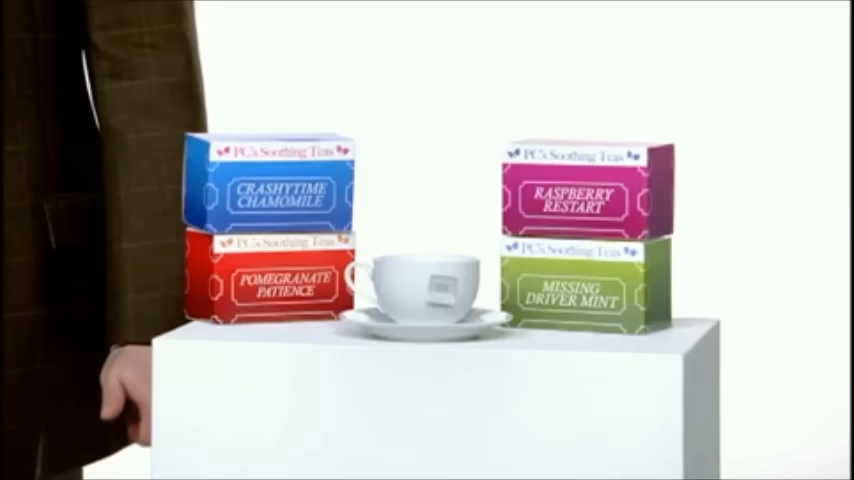 PC's Soothing Teas
CRASHYTIME
CHAMOMILE
PC's Soothing Teas
POMEGRANATE
PATIENCE
PC's Soothing Teas
RASPBERRY
RESTART
PC's Soothing Teas
MISSING
DRIVER MINT